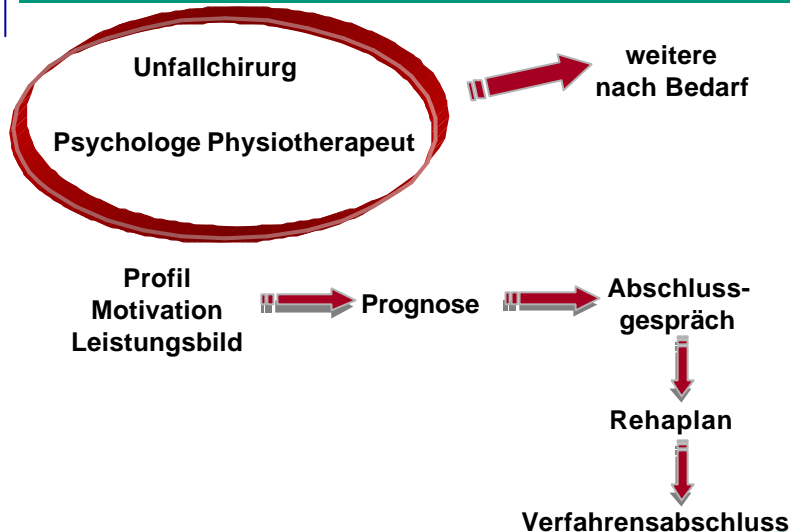 Unfallchirurg
weitere
nach Bedarf
Psychologe Physiotherapeut
Profil
Motivation
Leistungsbild
Prognose
Abschluss-
gespräch
Rehaplan
Verfahrensabschluss